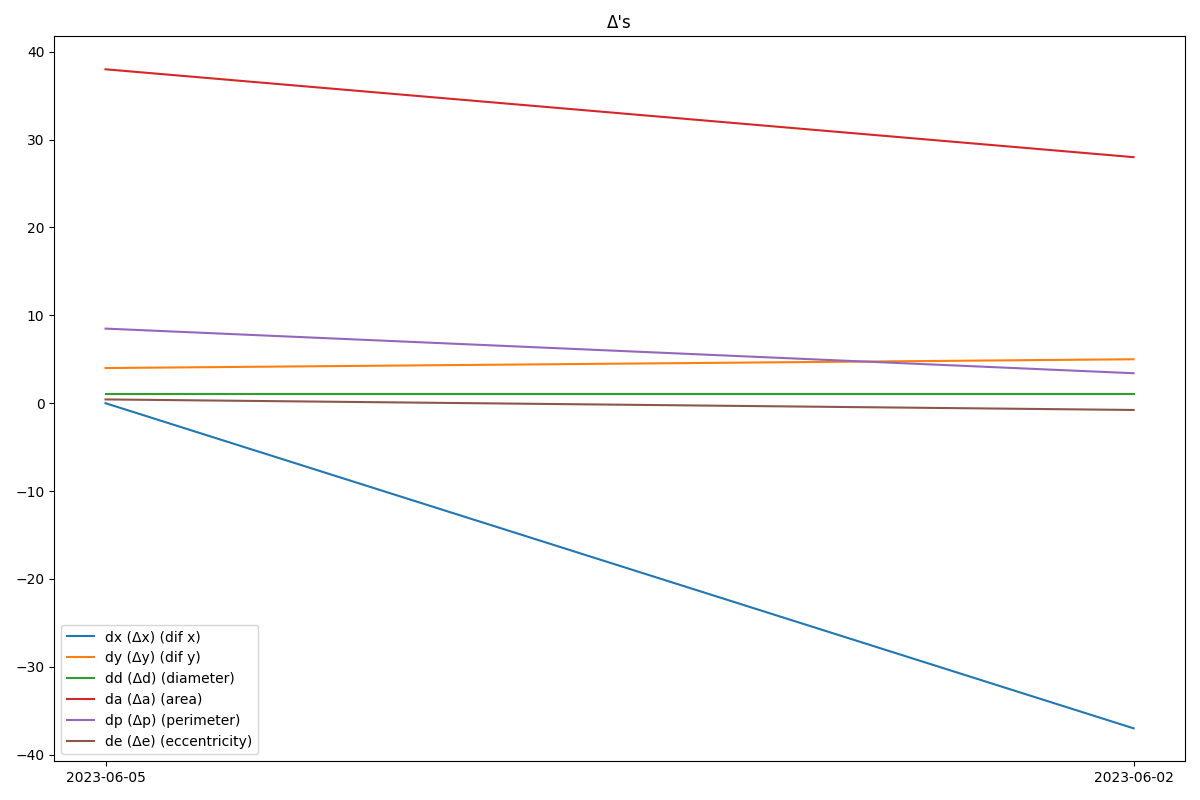 Δ's
40
30
20
10
0
−10
−20
−30
−40
dx (Δx) (dif x)
dy (Δy) (dif y)
dd (Δd) (diameter)
da (Δa) (area)
dp (Δp) (perimeter)
de (Δe) (eccentricity)
2023-06-05 2023-06-02